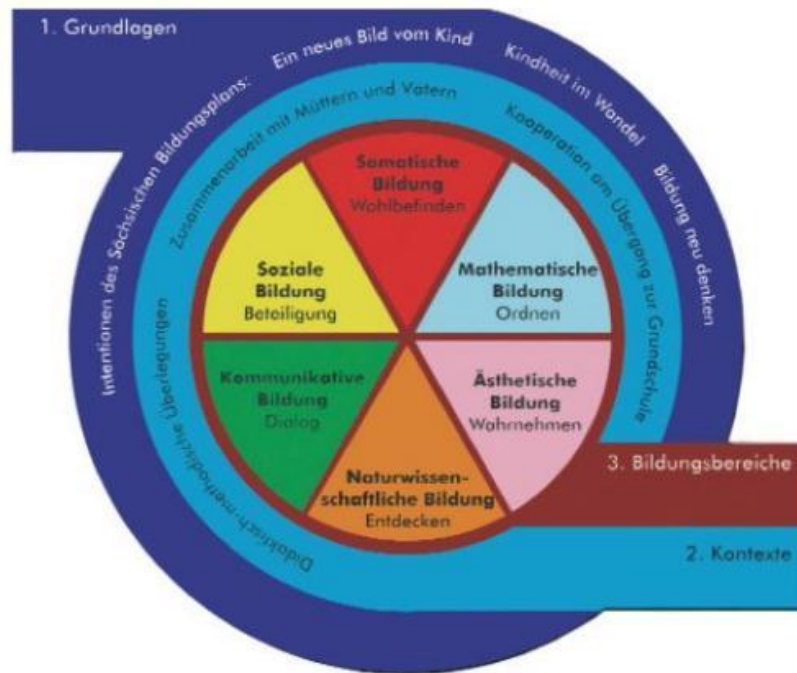 1. Grundlagen
Intentionen des Sächsischen Bildungsplans:
Ein neues Bild vom Kind
Kindheit im Wandel
Bildung neu denken
Didaktisch-methodische Überlegungen
Zusammenarbeit mit Müttern und Vätern
Kooperation am Übergang zur Grundschule
Somatische
Bildung
Wohlbefinden
Soziale
Bildung
Beteiligung
Mathematische
Bildung
Ordnen
Kommunikative
Bildung
Dialog
Ästhetische
Bildung
Wahrnehmen
Naturwissen-
schaftliche Bildung
Entdecken
3. Bildungsbereiche
2. Kontexte